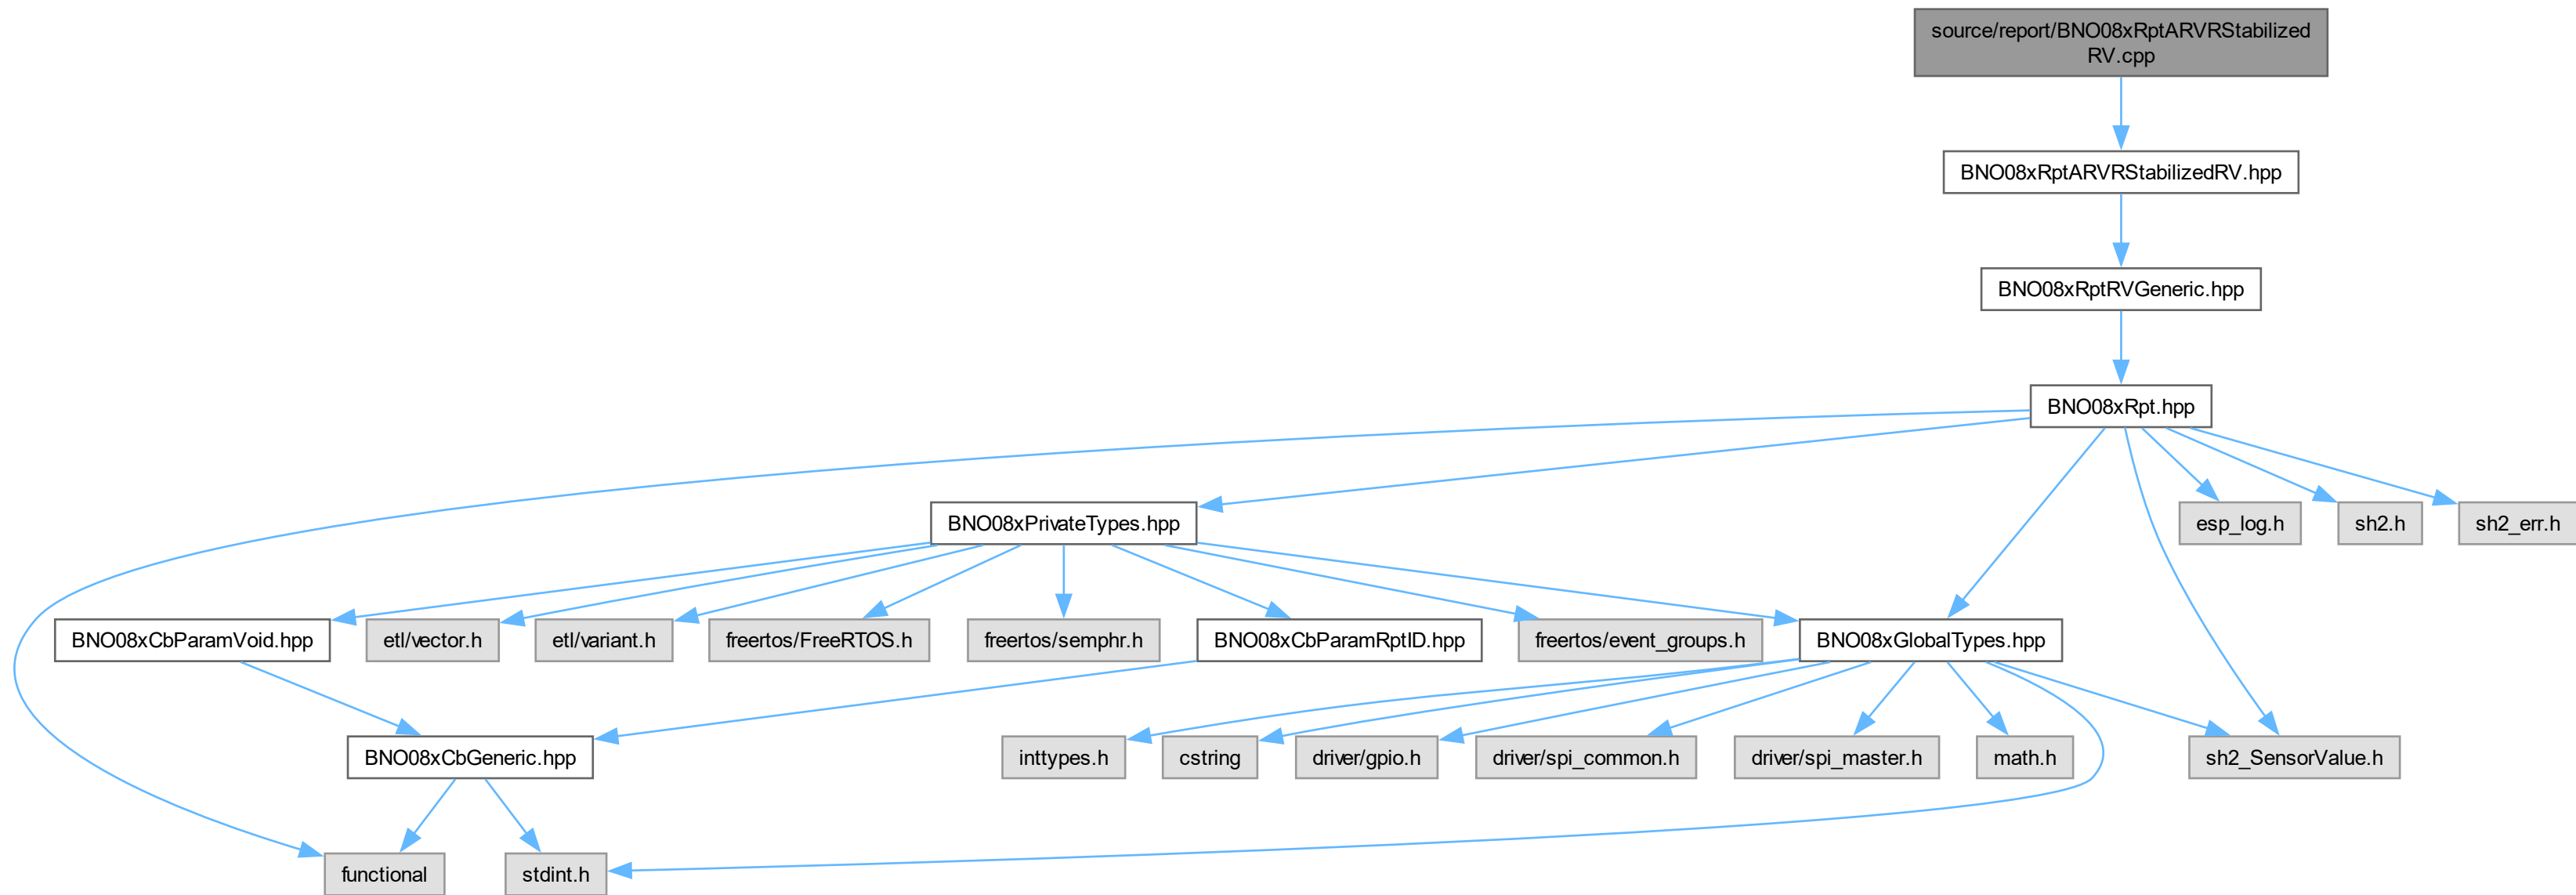 source/report/BNO08xRptARVRStabilized
RV.cpp
BNO08xRptARVRStabilizedRV.hpp
BNO08xRptRVGeneric.hpp
BNO08xRpt.hpp
BNO08xPrivateTypes.hpp
esp_log.h
sh2.h
sh2_err.h
BNO08xCbParamVoid.hpp
etl/vector.h
etl/variant.h
freertos/FreeRTOS.h
freertos/semphr.h
BNO08xCbParamRptID.hpp
freertos/event_groups.h
BNO08xGlobalTypes.hpp
BNO08xCbGeneric.hpp
inttypes.h
cstring
driver/gpio.h
driver/spi_common.h
driver/spi_master.h
math.h
sh2_SensorValue.h
functional
stdint.h